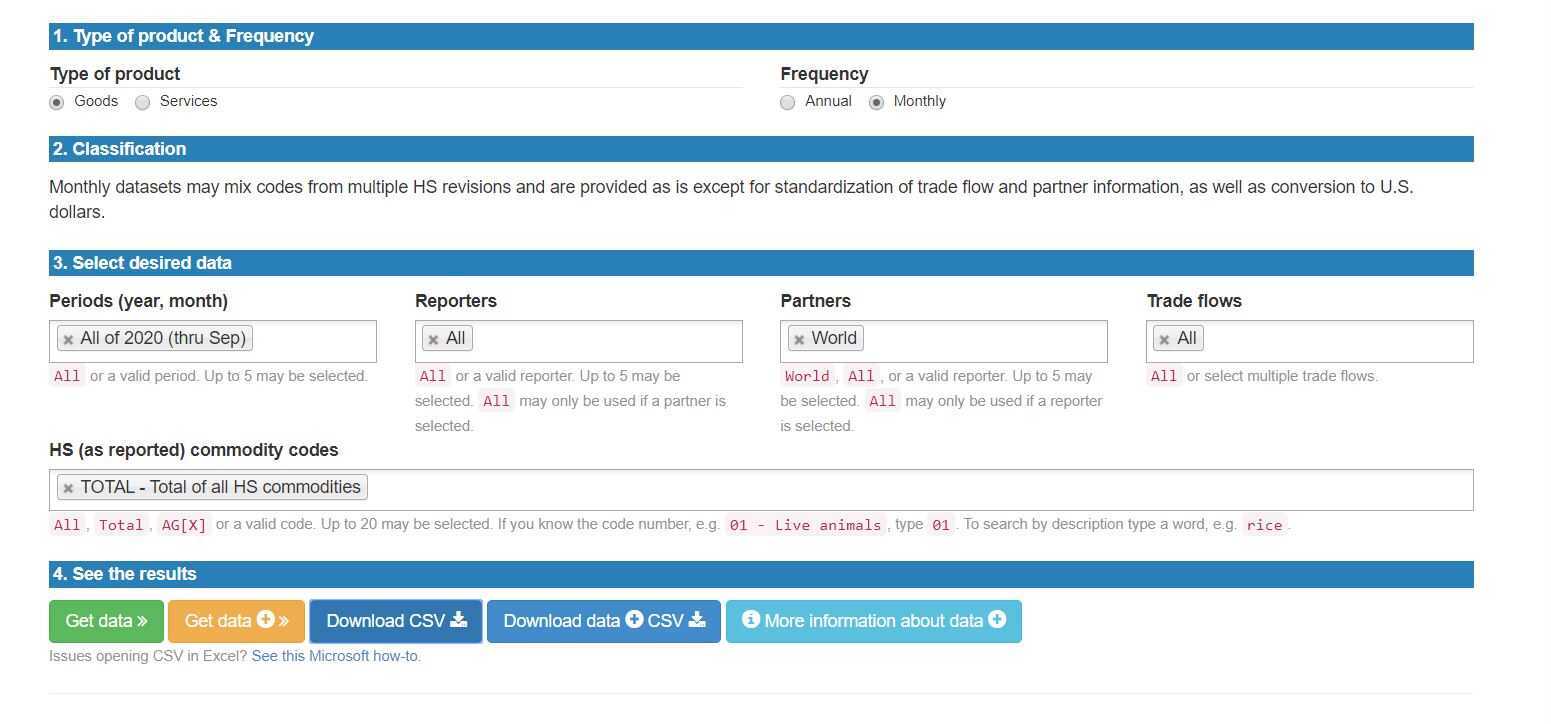 1. Type of product & Frequency
Type of product
Frequency
Goods Services
Annual Monthly
2. Classification
Monthly datasets may mix codes from multiple HS revisions and are provided as is except for standardization of trade flow and partner information, as well as conversion to U.S.
dollars.
3. Select desired data
Periods (year, month)
Reporters
Partners
Trade flows
× All of 2020 (thru Sep)
× All
× World
× All
All or a valid period. Up to 5 may be selected.
All or a valid reporter. Up to 5 may be
selected. All may only be used if a partner is
selected.
World, All, or a valid reporter. Up to 5 may
be selected. All may only be used if a reporter
is selected.
All or select multiple trade flows.
HS (as reported) commodity codes
× TOTAL - Total of all HS commodities
All, Total, AG[X] or a valid code. Up to 20 may be selected. If you know the code number, e.g. 01 - Live animals, type 01. To search by description type a word, e.g. rice.
4. See the results
Get data » Get data + » Download CSV Download data + CSV i More information about data +
Issues opening CSV in Excel? See this Microsoft how-to.